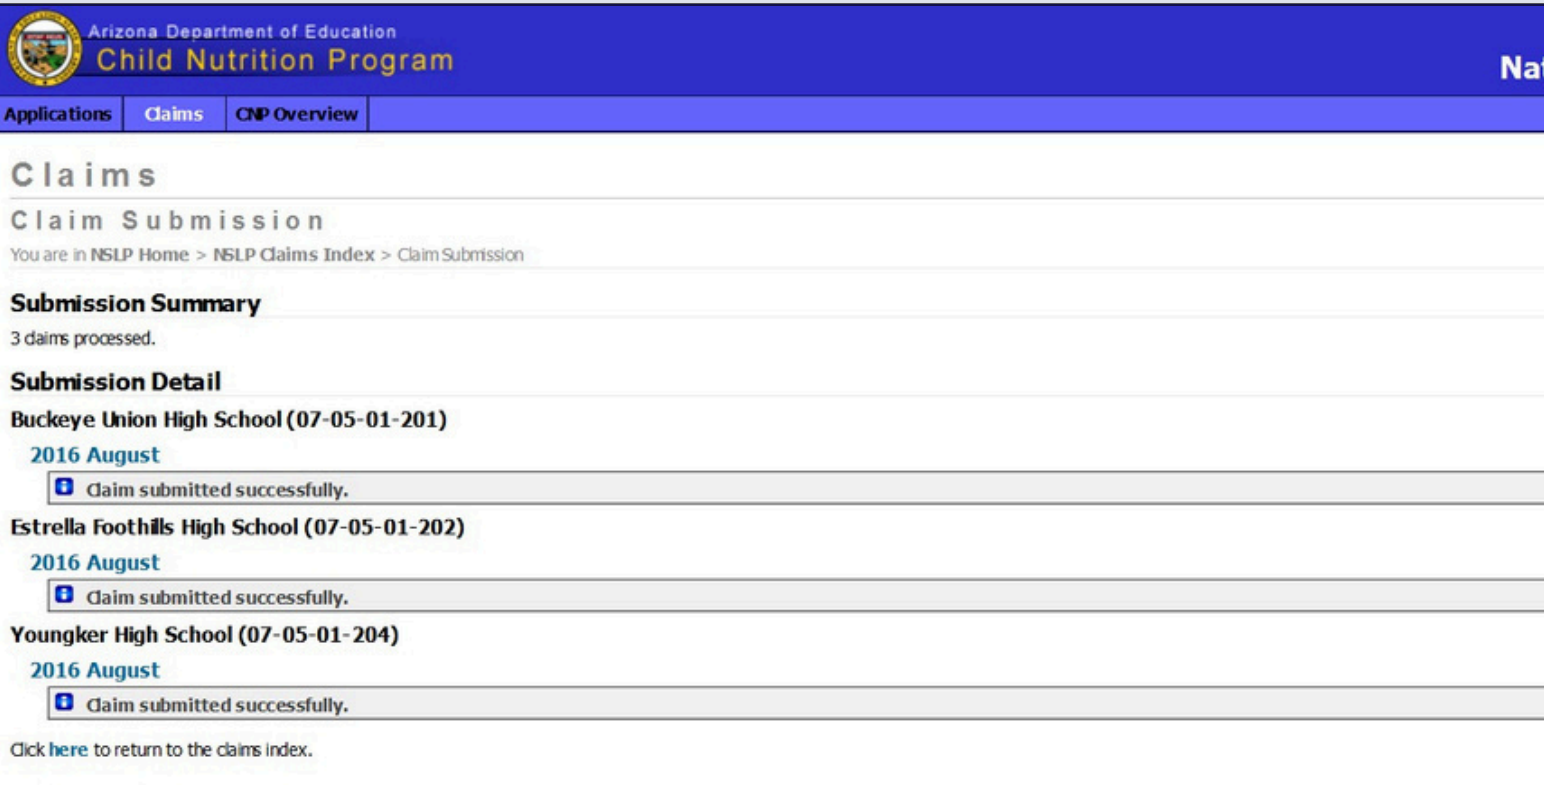 Arizona Department of Education
Child Nutrition Program
Nat
Applications Claims CNP Overview
Claims
Claim Submission
You are in NSLP Home > NSLP Claims Index > Claim Submission
Submission Summary
3 claims processed.
Submission Detail
Buckeye Union High School (07-05-01-201)
2016 August
Claim submitted successfully.
Estrella Foothills High School (07-05-01-202)
2016 August
Claim submitted successfully.
Youngker High School (07-05-01-204)
2016 August
Claim submitted successfully.
Click here to return to the claims index.